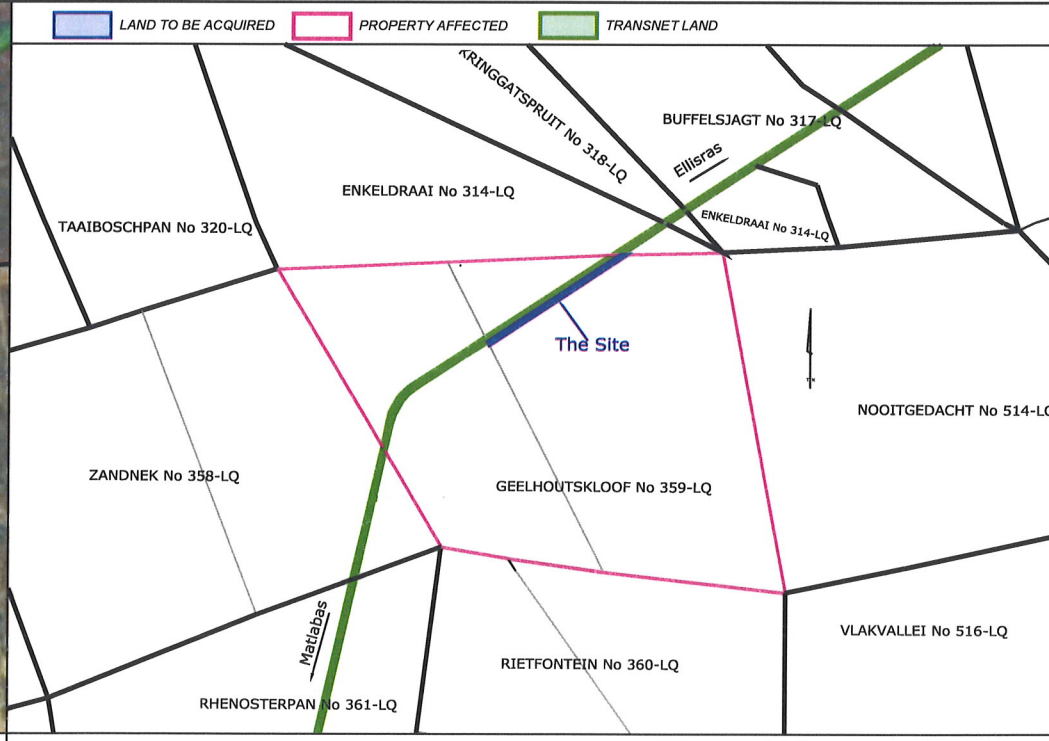 LAND TO BE ACQUIRED
PROPERTY AFFECTED
TRANSNET LAND
KRINGGATSPRUIT No 318-LQ
BUFFELSJAGT No 317-LQ
Ellisras
ENKELDRAAI No 314-LQ
ENKELDRAAI No 314-LQ
TAAIBOSCHPAN No 320-LQ
The Site
NOOITGEDACHT No 514-LQ
ZANDNEK No 358-LQ
GEELHOUTSKLOOF No 359-LQ
Matlabas
VLAKVALLEI No 516-LQ
RIETFONTEIN No 360-LQ
RHENOSTERPAN No 361-LQ